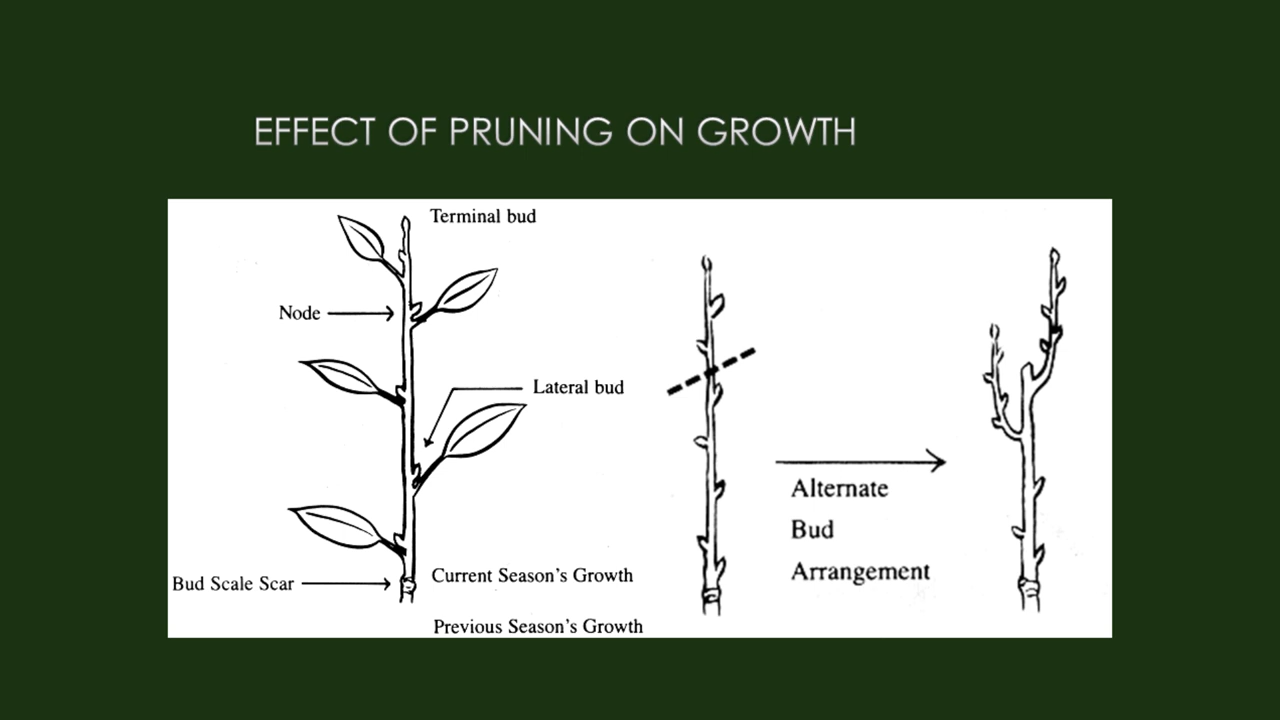 EFFECT OF PRUNING ON GROWTH
Terminal bud
Node
Lateral bud
Bud Scale Scar
Current Season's Growth
Previous Season's Growth
Alternate
Bud
Arrangement